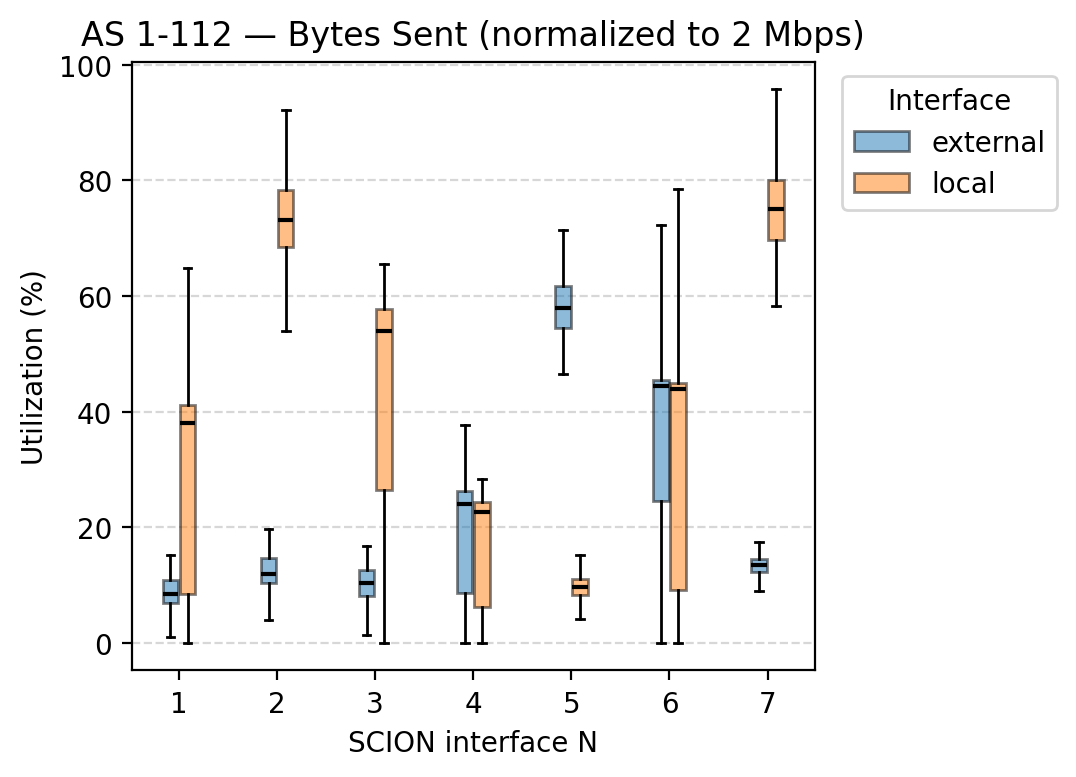 AS 1-112 — Bytes Sent (normalized to 2 Mbps)
Interface
external
local
Utilization (%)
100
80
60
40
20
0
1 2 3 4 5 6 7
SCION interface N